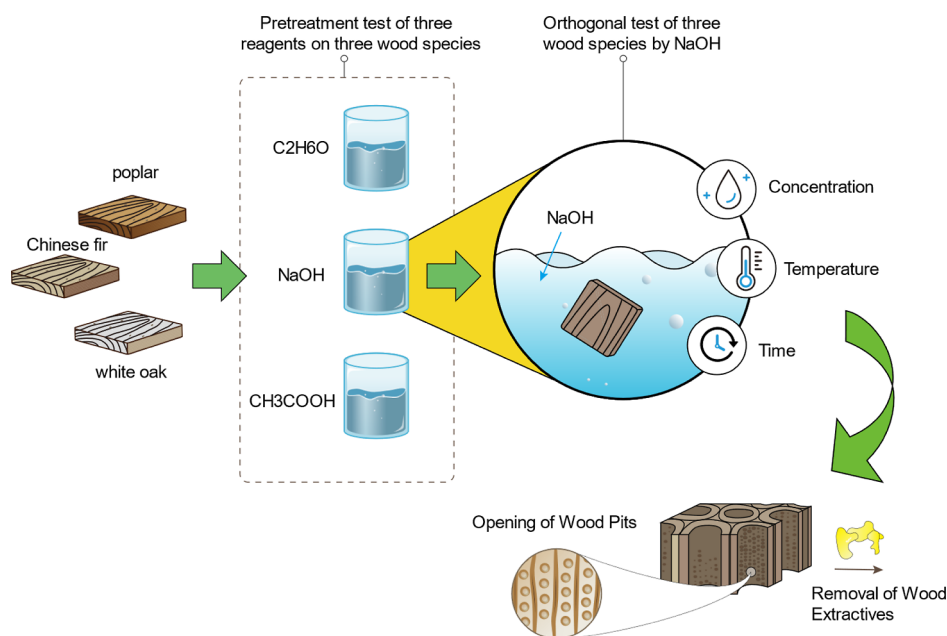 Pretreatment test of three
reagents on three wood species
Orthogonal test of three
wood species by NaOH
C2H6O
poplar
Concentration
NaOH
Chinese fir
NaOH
Temperature
Time
white oak
CH3COOH
Opening of Wood Pits
Removal of Wood
Extractives